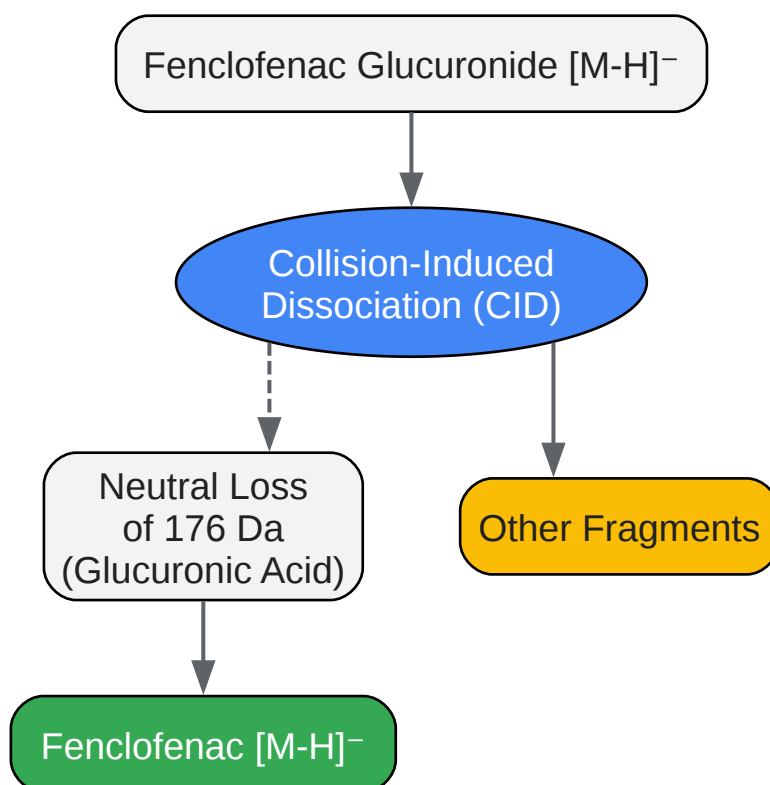 Fenclofenac Glucuronide [M-H]⁻
Collision-Induced
Dissociation (CID)
Neutral Loss
of 176 Da
(Glucuronic Acid)
Other Fragments
Fenclofenac [M-H]⁻